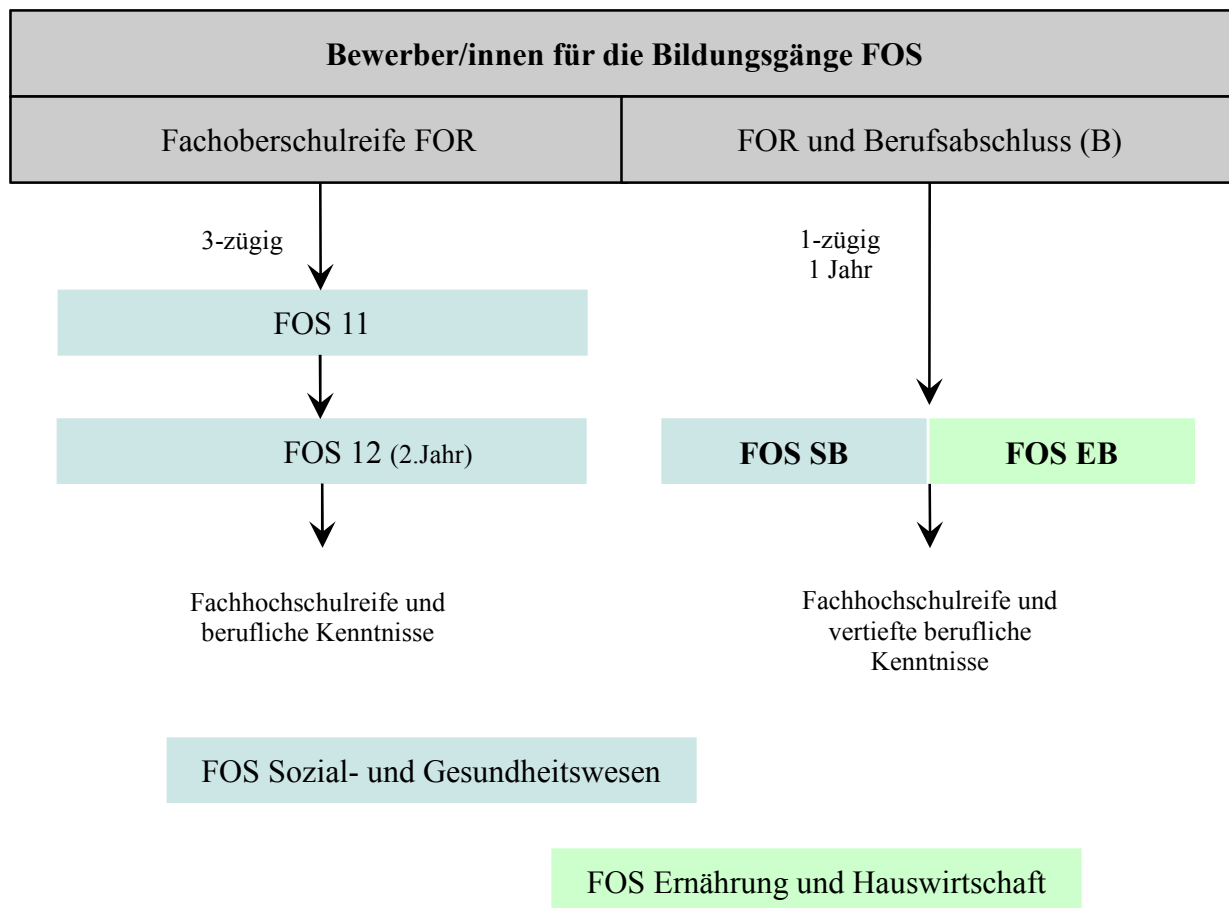 Bewerber/innen für die Bildungsgänge FOS
Fachoberschulreife FOR
FOR und Berufsabschluss (B)
3-zügig
1-zügig
1 Jahr
FOS 11
FOS 12 (2.Jahr)
FOS SB
FOS EB
Fachhochschulreife und
berufliche Kenntnisse
Fachhochschulreife und
vertiefte berufliche
Kenntnisse
FOS Sozial- und Gesundheitswesen
FOS Ernährung und Hauswirtschaft